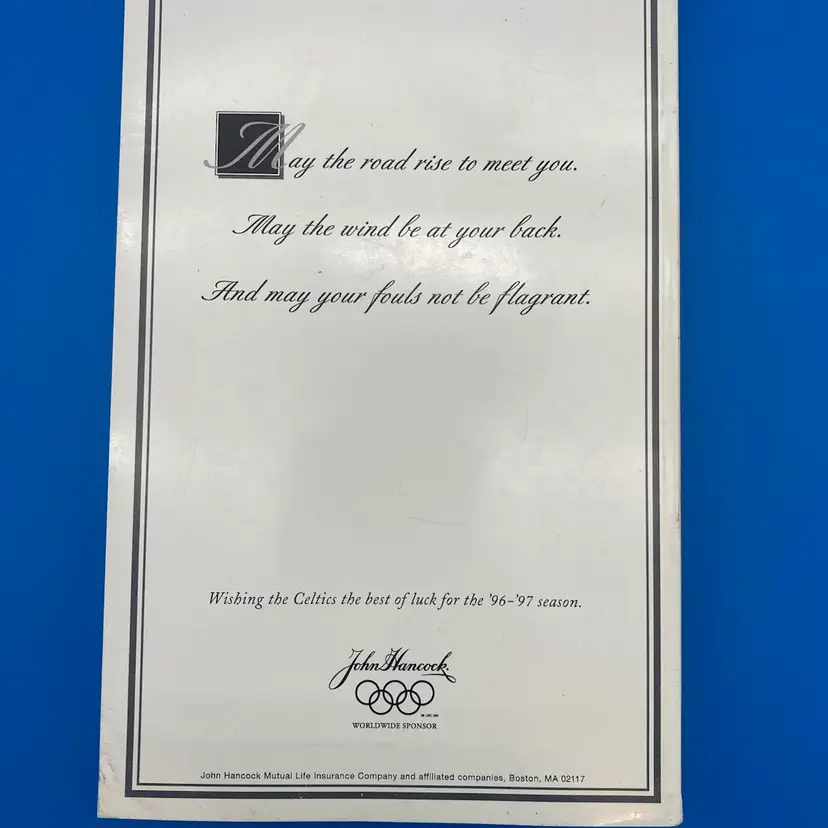 May the road rise to meet you.
May the wind be at your back.
And may your fouls not be flagrant.
Wishing the Celtics the best of luck for the '96–'97 season.
John Hancock.
WORLDWIDE SPONSOR
John Hancock Mutual Life Insurance Company and affiliated companies, Boston, MA 02117